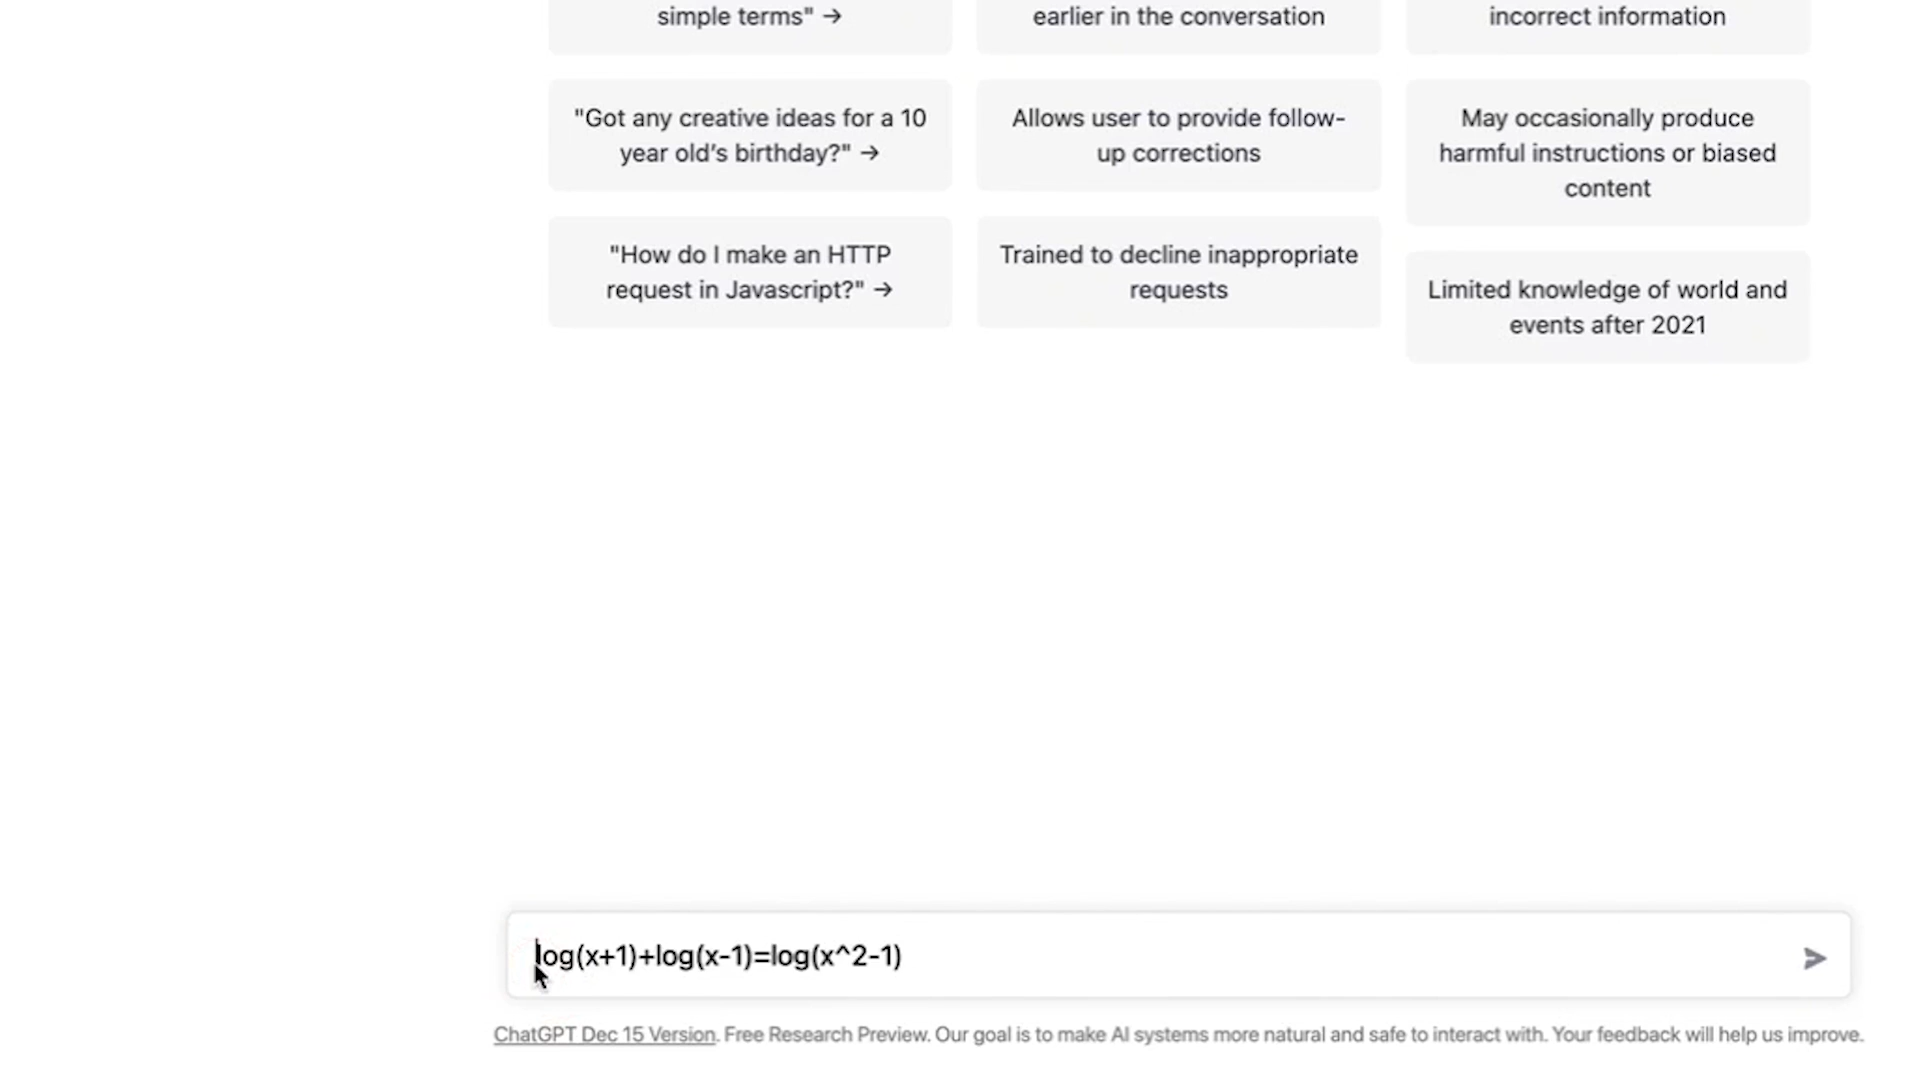 simple terms" →
"Got any creative ideas for a 10
year old's birthday?" →
"How do I make an HTTP
request in Javascript?" →
earlier in the conversation
Allows user to provide follow-
up corrections
Trained to decline inappropriate
requests
incorrect information
May occasionally produce
harmful instructions or biased
content
Limited knowledge of world and
events after 2021
log(x+1)+log(x-1)=log(x^2-1)
ChatGPT Dec 15 Version. Free Research Preview. Our goal is to make AI systems more natural and safe to interact with. Your feedback will help us improve.